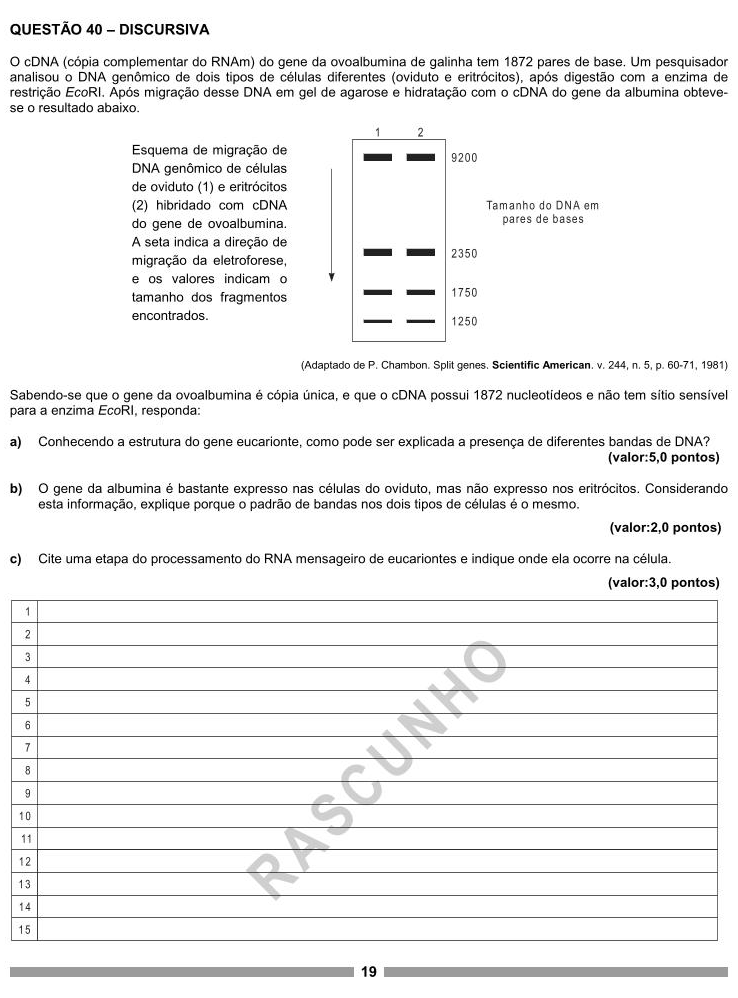 QUESTÃO 40 – DISCURSIVA
O cDNA (cópia complementar do RNAm) do gene da ovoalbumina de galinha tem 1872 pares de base. Um pesquisador
analisou o DNA genômico de dois tipos de células diferentes (oviduto e eritrócitos), após digestão com a enzima de
restrição EcoRI. Após migração desse DNA em gel de agarose e hidratação com o cDNA do gene da albumina obteve-
se o resultado abaixo.
Esquema de migração de
DNA genômico de células
de oviduto (1) e eritrócitos
(2) hibridado com cDNA
do gene de ovoalbumina.
A seta indica a direção de
migração da eletroforese,
e os valores indicam o
tamanho dos fragmentos
encontrados.
1 2
9200
Tamanho do DNA em
pares de bases
2350
1750
1250
(Adaptado de P. Chambon. Split genes. Scientific American. v. 244, n. 5, p. 60-71, 1981)
Sabendo-se que o gene da ovoalbumina é cópia única, e que o cDNA possui 1872 nucleotídeos e não tem sítio sensível
para a enzima EcoRI, responda:
a) Conhecendo a estrutura do gene eucarionte, como pode ser explicada a presença de diferentes bandas de DNA?
(valor:5,0 pontos)
b) O gene da albumina é bastante expresso nas células do oviduto, mas não expresso nos eritrócitos. Considerando
esta informação, explique porque o padrão de bandas nos dois tipos de células é o mesmo.
(valor:2,0 pontos)
c) Cite uma etapa do processamento do RNA mensageiro de eucariontes e indique onde ela ocorre na célula.
(valor:3,0 pontos)
1
2
3
4
5
6
7
8
9
10
11
12
13
14
15
RASCUNHO
19